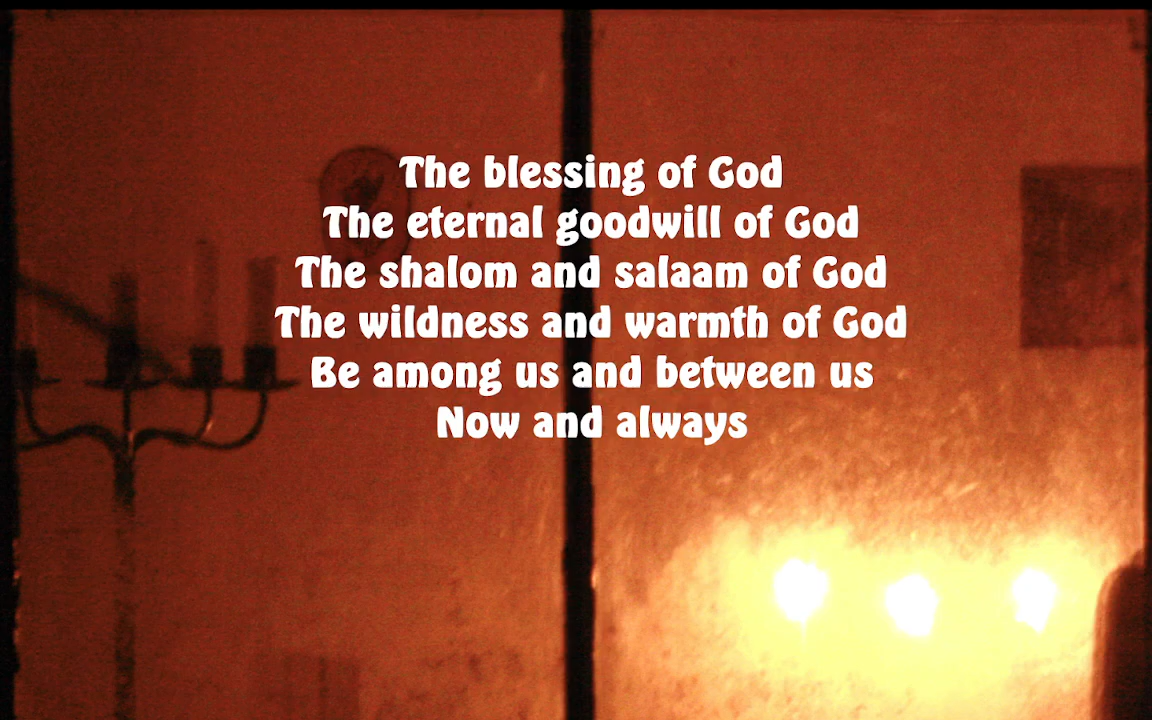 The blessing of God
The eternal goodwill of God
The shalom and salaam of God
The wildness and warmth of God
Be among us and between us
Now and always